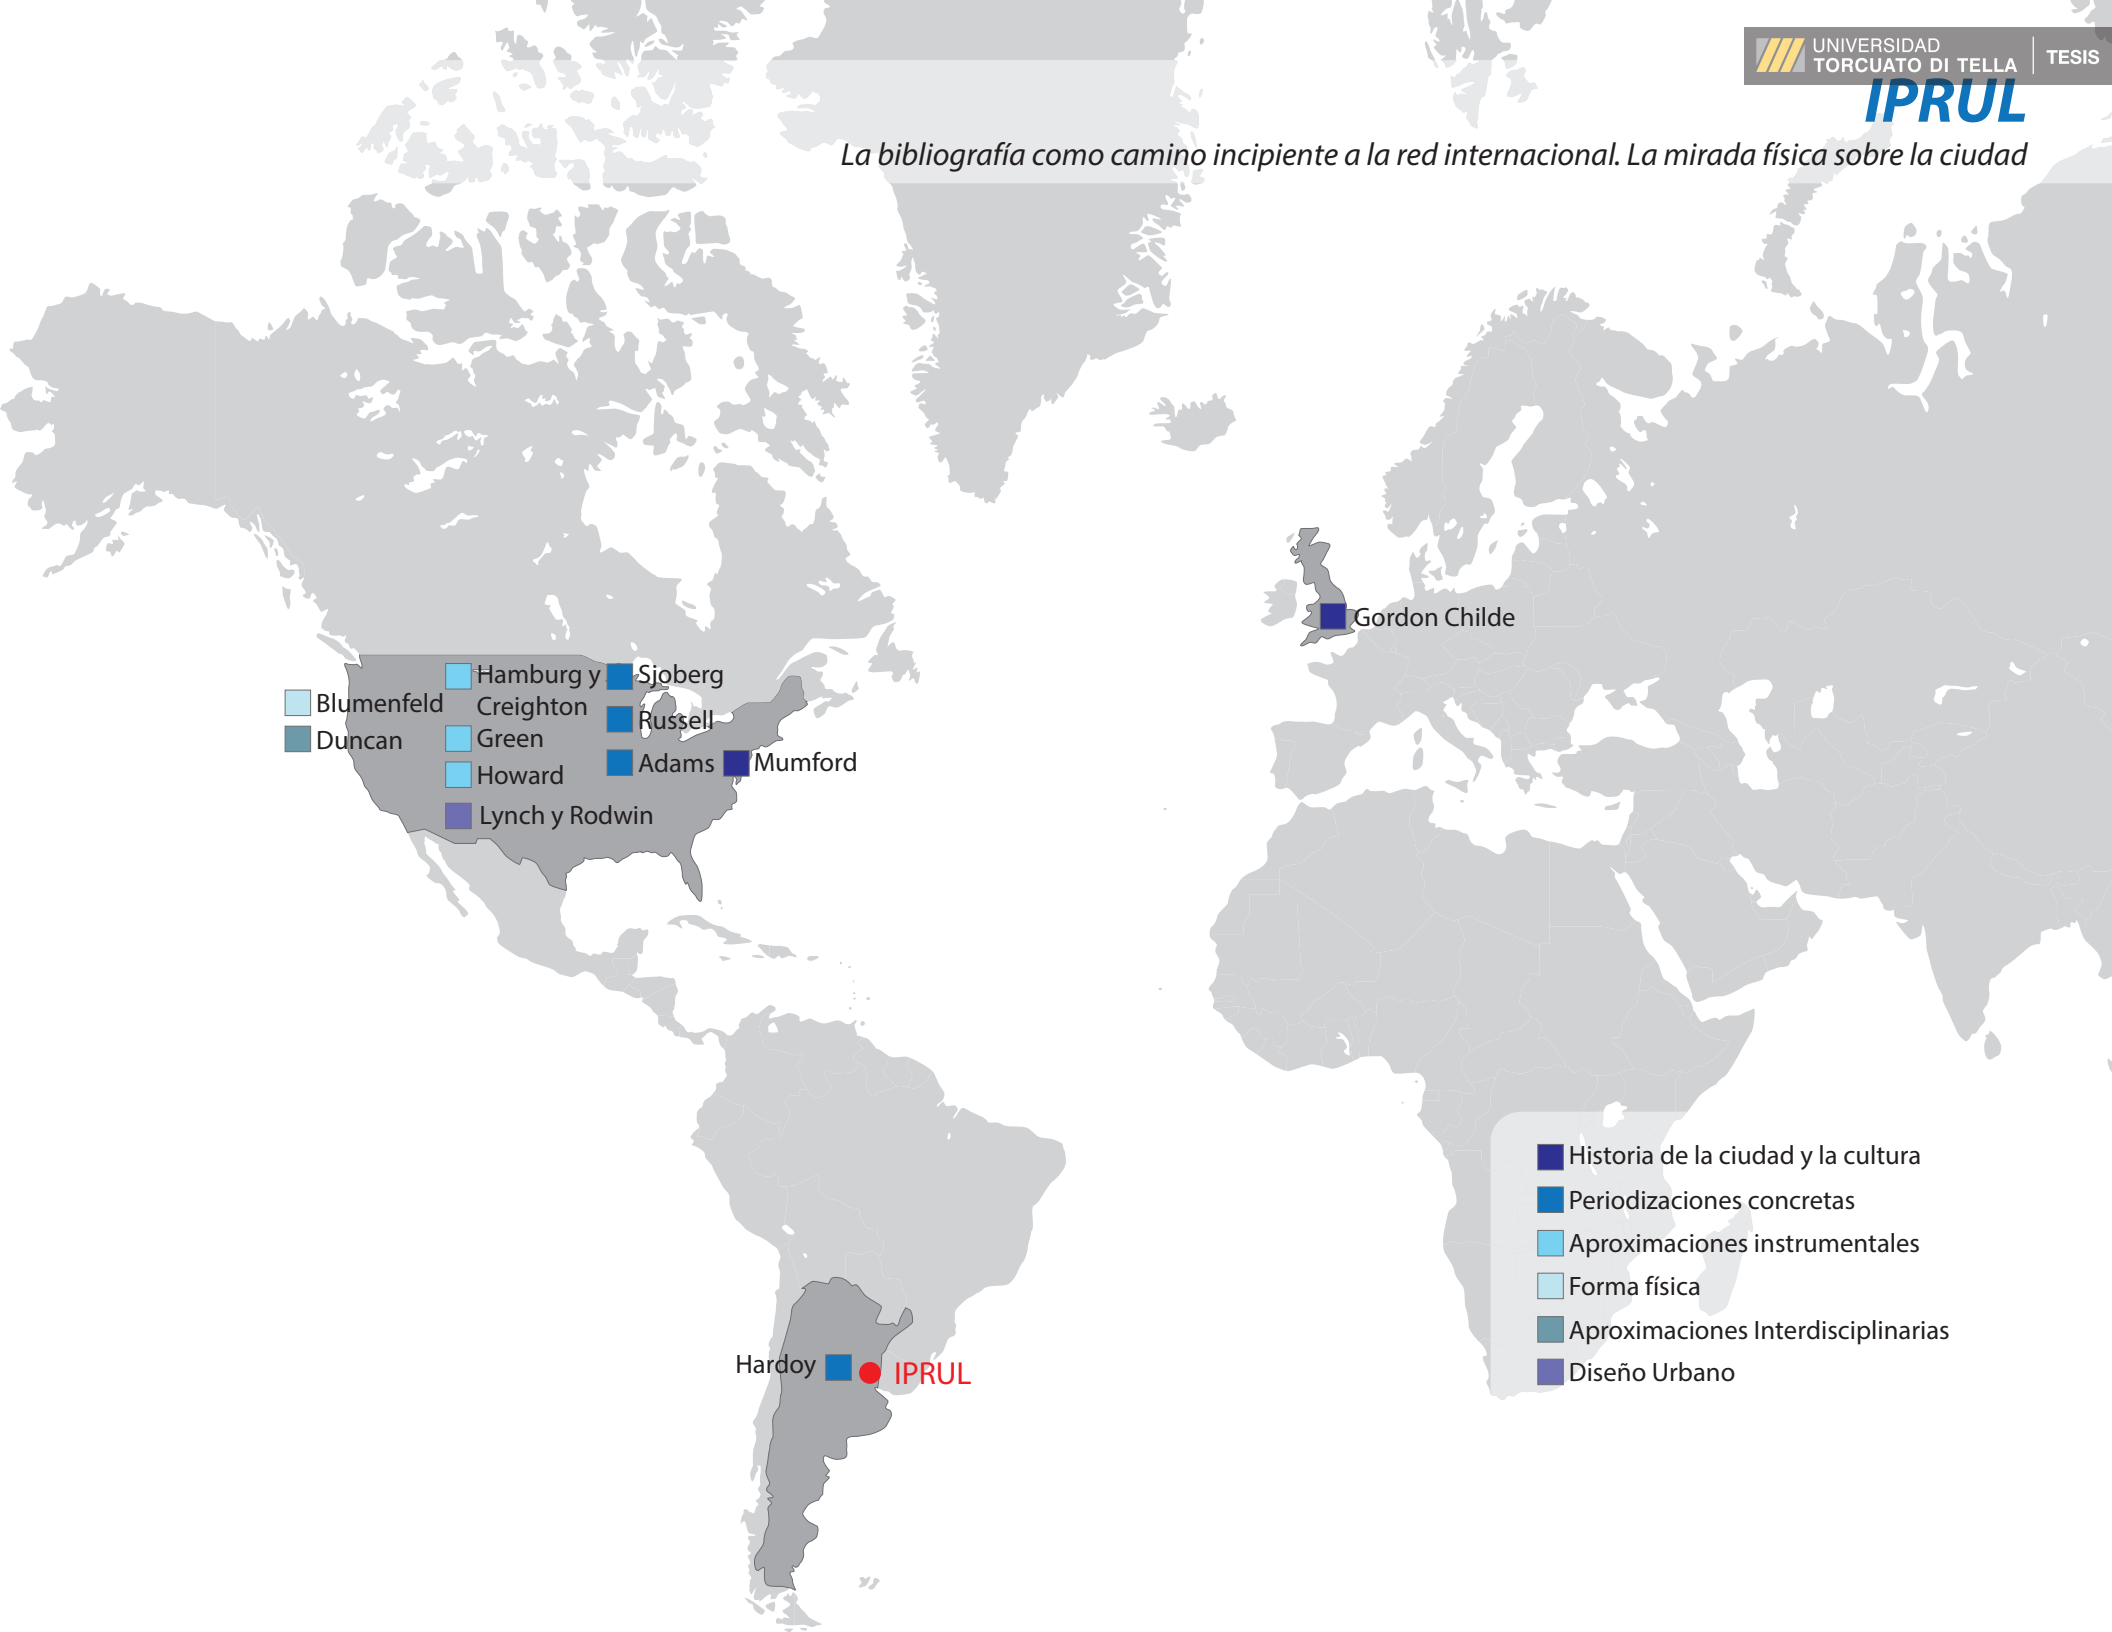 UNIVERSIDAD
TORCUATO DI TELLA
TESIS
IPRUL
La bibliografía como camino incipiente a la red internacional. La mirada física sobre la ciudad
Gordon Childe
Hamburg y
Creighton
Sjoberg
Blumenfeld
Russell
Duncan
Green
Adams
Mumford
Howard
Lynch y Rodwin
Historia de la ciudad y la cultura
Periodizaciones concretas
Aproximaciones instrumentales
Forma física
Aproximaciones Interdisciplinarias
Diseño Urbano
Hardoy
IPRUL